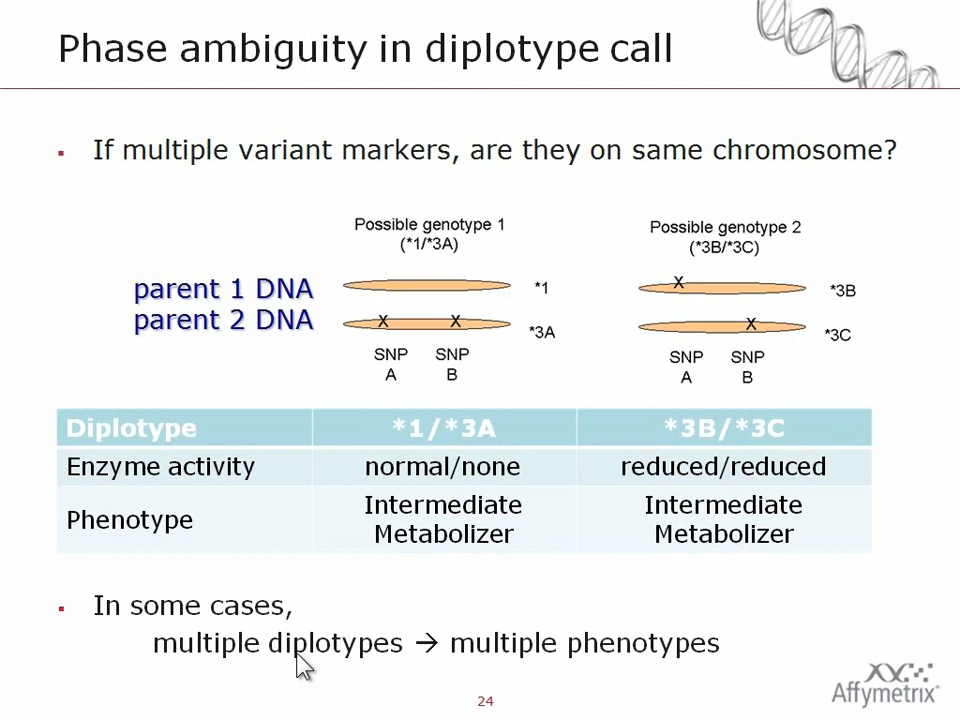 Phase ambiguity in diplotype call
▪ If multiple variant markers, are they on same chromosome?
Possible genotype 1
(*1/*3A)
Possible genotype 2
(*3B/*3C)
parent 1 DNA
*1
X
*3B
parent 2 DNA
X X
*3A
X
*3C
SNP A
SNP B
SNP A
SNP B
Diplotype *1/*3A *3B/*3C
Enzyme activity normal/none reduced/reduced
Phenotype
Intermediate
Metabolizer
Intermediate
Metabolizer
▪ In some cases,
multiple diplotypes → multiple phenotypes
24
Affymetrix®